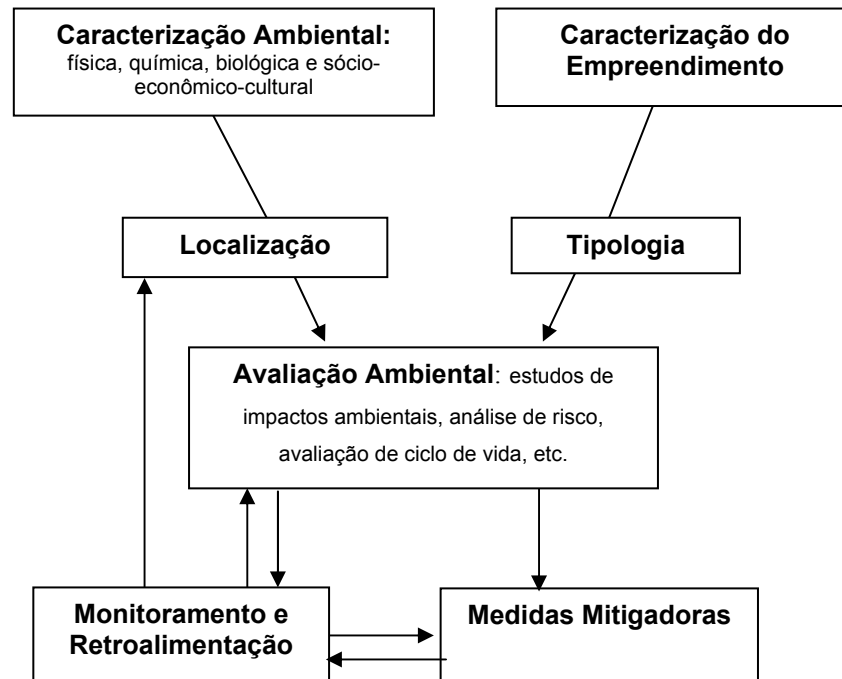 Caracterização Ambiental:
física, química, biológica e sócio-
econômico-cultural
Caracterização do
Empreendimento
Localização
Tipologia
Avaliação Ambiental: estudos de
impactos ambientais, análise de risco,
avaliação de ciclo de vida, etc.
Monitoramento e
Retroalimentação
Medidas Mitigadoras